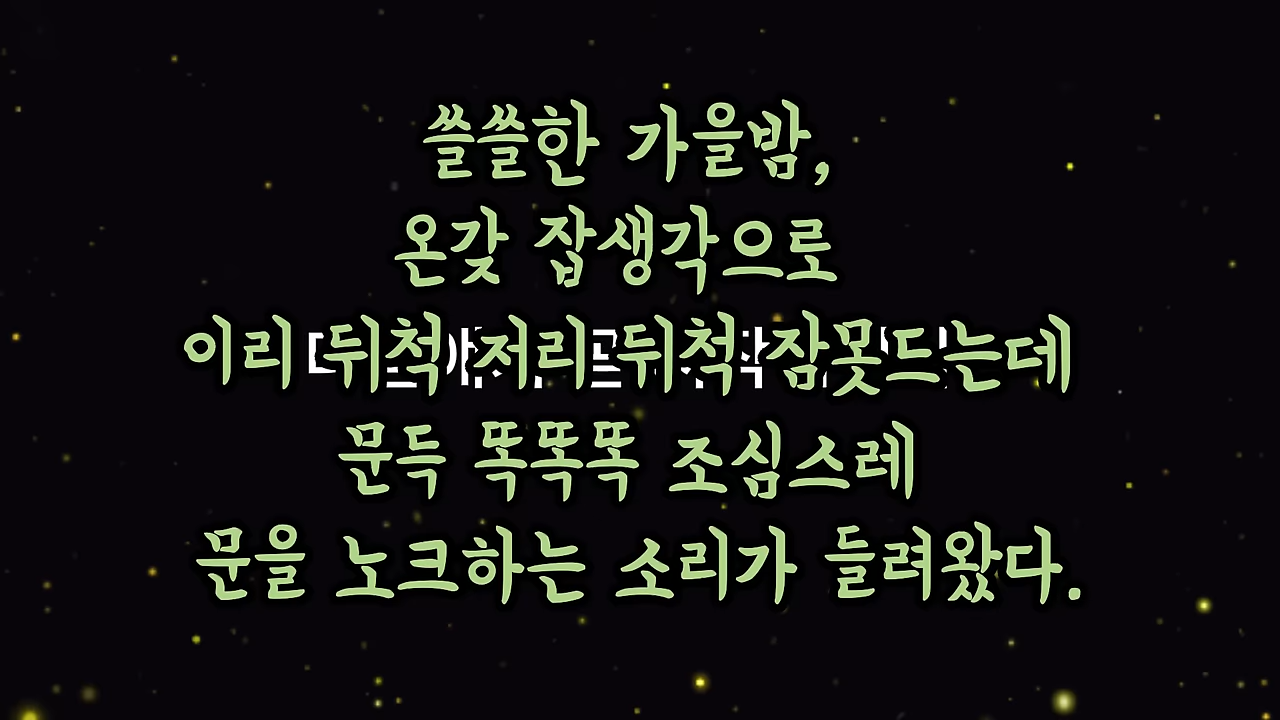 쓸쓸한 가을밤,
온갖 잡생각으로
이리 뒤척 저리 뒤척 잠못드는데
문득 똑똑똑 조심스레
문을 노크하는 소리가 들려왔다.